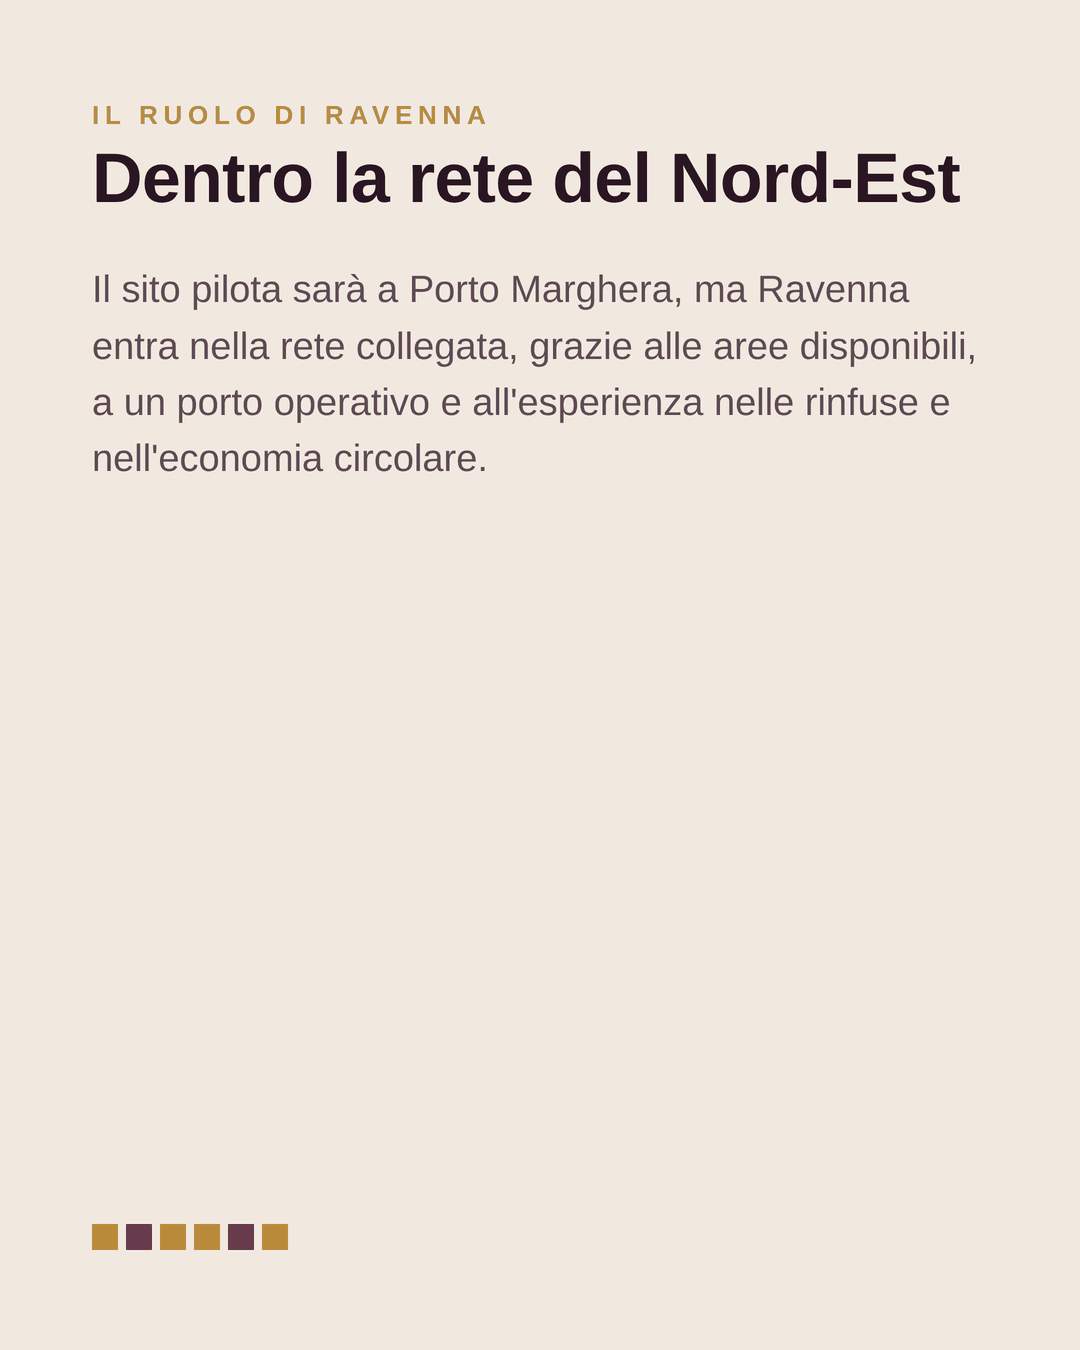 IL RUOLO DI RAVENNA
Dentro la rete del Nord-Est
Il sito pilota sarà a Porto Marghera, ma Ravenna
entra nella rete collegata, grazie alle aree disponibili,
a un porto operativo e all'esperienza nelle rinfuse e
nell'economia circolare.